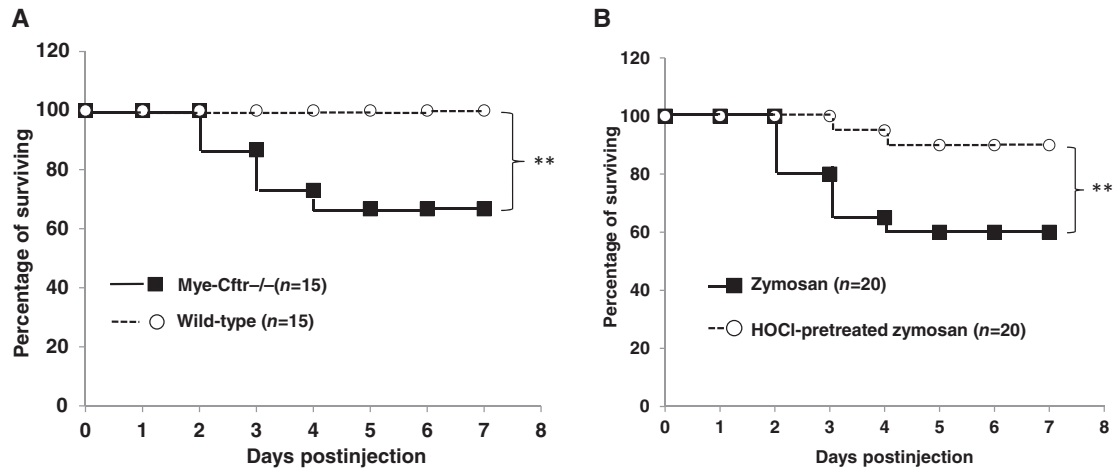 A
120
100
80
60
40
20
0
Percentage of surviving
**
Mye-Cftr–/–(n=15)
Wild-type (n=15)
0 1 2 3 4 5 6 7 8
Days postinjection
B
120
100
80
60
40
20
0
Percentage of surviving
**
Zymosan (n=20)
HOCl-pretreated zymosan (n=20)
0 1 2 3 4 5 6 7 8
Days postinjection